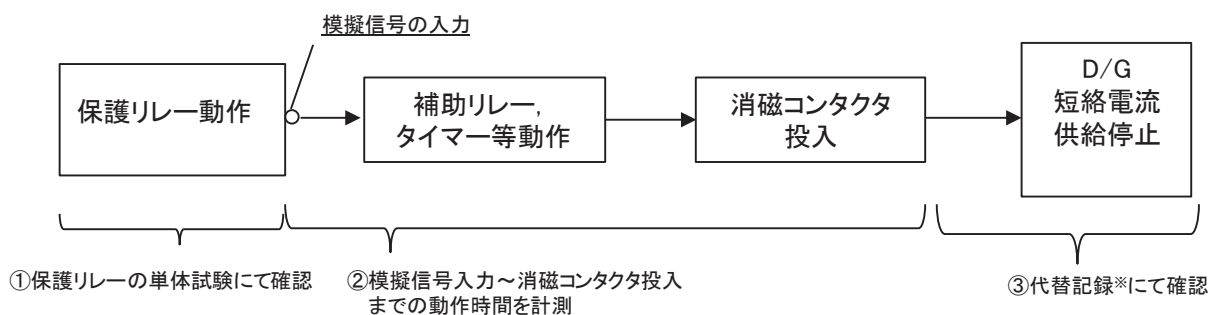 模擬信号の入力
保護リレー動作
補助リレー,
タイマー等動作
消磁コンタクタ
投入
D/G
短絡電流
供給停止
①保護リレーの単体試験にて確認
②模擬信号入力～消磁コンタクタ投入
までの動作時間を計測
③代替記録※にて確認